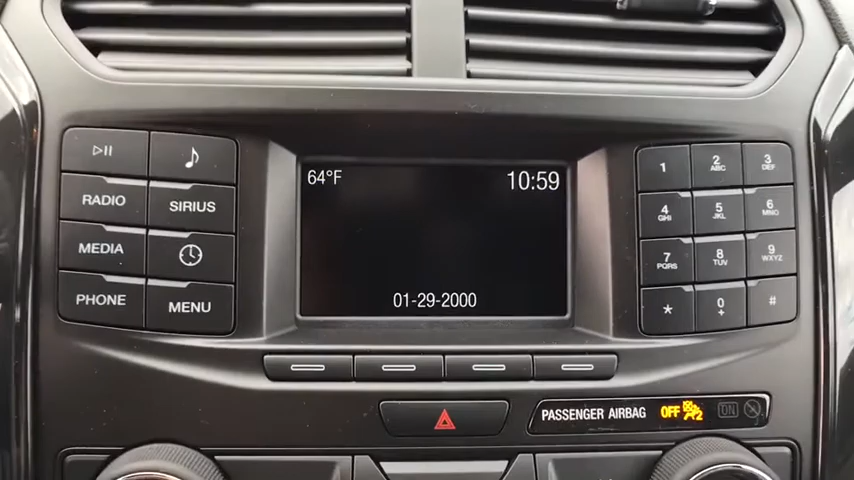 64°F
10:59
01-29-2000
RADIO
SIRIUS
MEDIA
PHONE
MENU
1
2
ABC
3
DEF
4
GHI
5
JKL
6
MNO
7
PQRS
8
TUV
9
WXYZ
*
0
+
#
PASSENGER AIRBAG OFF 2 ON